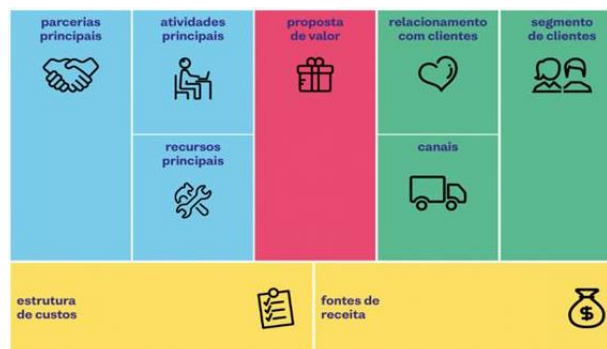 parcerias
principais
atividades
principais
proposta
de valor
relacionamento
com clientes
segmento
de clientes
recursos
principais
canais
estrutura
de custos
fontes de
receita
$